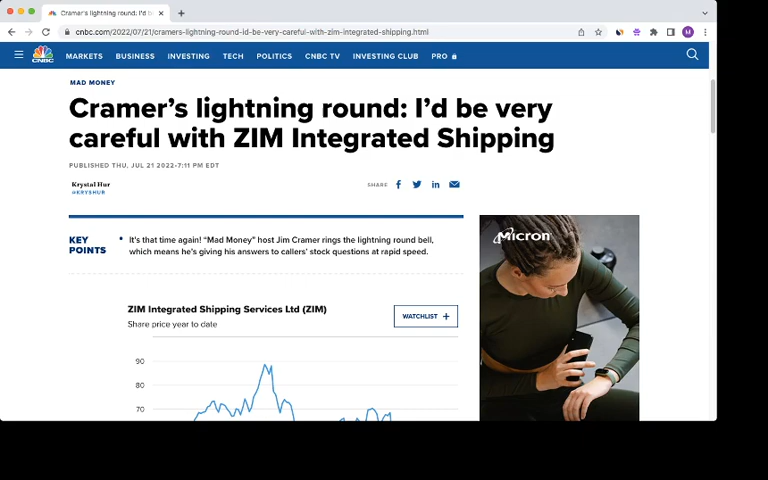 Cramer's lightning round: I'd b
cnbc.com/2022/07/21/cramers-lightning-round-id-be-very-careful-with-zim-integrated-shipping.html
M
CNBC
MARKETS BUSINESS INVESTING TECH POLITICS CNBC TV INVESTING CLUB PRO
MAD MONEY
Cramer’s lightning round: I’d be very
careful with ZIM Integrated Shipping
PUBLISHED THU, JUL 21 2022•7:11 PM EDT
Krystal Hur
@KRYSHUR
SHARE
KEY
POINTS
It’s that time again! “Mad Money” host Jim Cramer rings the lightning round bell,
which means he’s giving his answers to callers’ stock questions at rapid speed.
Micron
ZIM Integrated Shipping Services Ltd (ZIM)
Share price year to date
WATCHLIST +
90
80
70